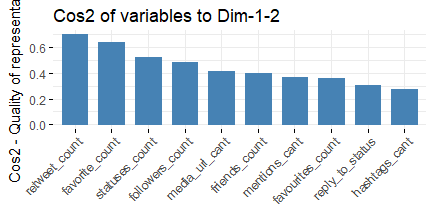 Cos2 of variables to Dim-1-2
Cos2 - Quality of representa
0.6
0.4
0.2
0.0
retweet_count
favorite_count
statuses_count
followers_count
media_url_cant
friends_count
mentions_cant
favourites_count
reply_to_status
hashtags_cant